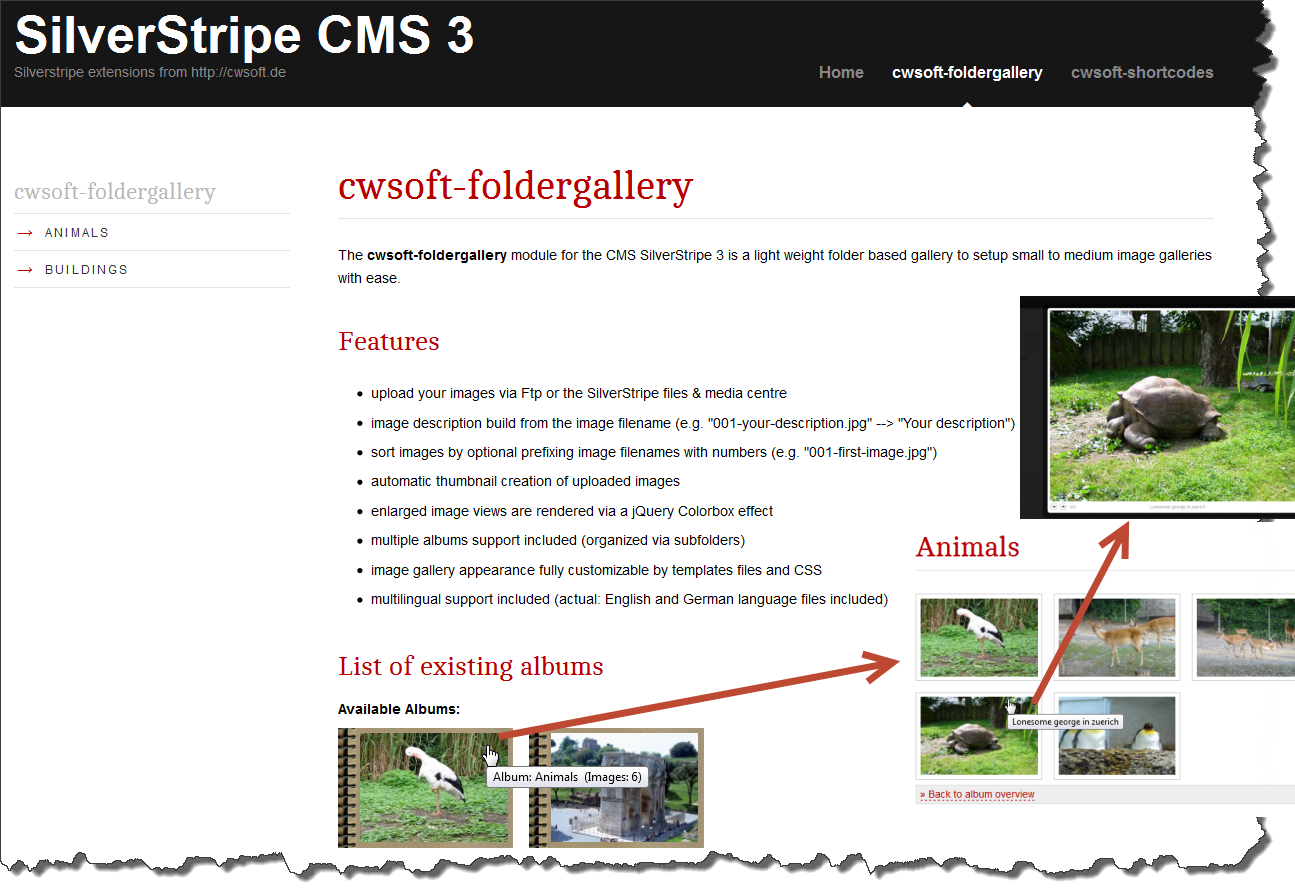 SilverStripe CMS 3
Silverstripe extensions from http://cwsoft.de
Home
cwsoft-foldergallery
cwsoft-shortcodes
cwsoft-foldergallery
→ ANIMALS
→ BUILDINGS
cwsoft-foldergallery
The cwsoft-foldergallery module for the CMS SilverStripe 3 is a light weight folder based gallery to setup small to medium image galleries
with ease.
Features
• upload your images via Ftp or the SilverStripe files & media centre
• image description build from the image filename (e.g. "001-your-description.jpg" --> "Your description")
• sort images by optional prefixing image filenames with numbers (e.g. "001-first-image.jpg")
• automatic thumbnail creation of uploaded images
• enlarged image views are rendered via a jQuery Colorbox effect
• multiple albums support included (organized via subfolders)
• image gallery appearance fully customizable by templates files and CSS
• multilingual support included (actual: English and German language files included)
List of existing albums
Available Albums:
Album: Animals (Images: 6)
Lonesome george in zuerich
Animals
Lonesome george in zuerich
» Back to album overview